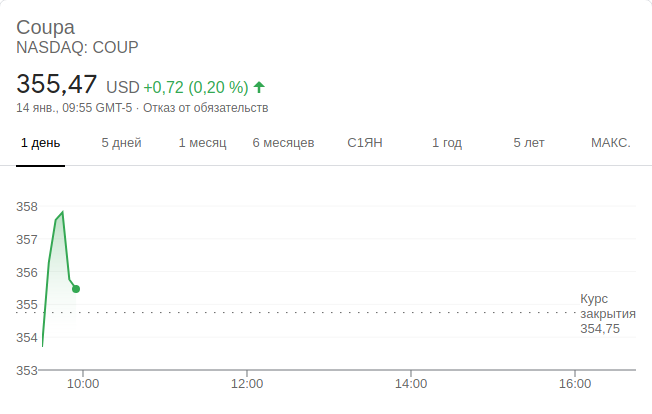 Coupa
NASDAQ: COUP
355,47 USD +0,72 (0,20 %)
14 янв., 09:55 GMT-5 · Отказ от обязательств
1 день 5 дней 1 месяц 6 месяцев С1ЯН 1 год 5 лет МАКС.
358
357
356
355
354
353
Курс
закрытия
354,75
10:00 12:00 14:00 16:00